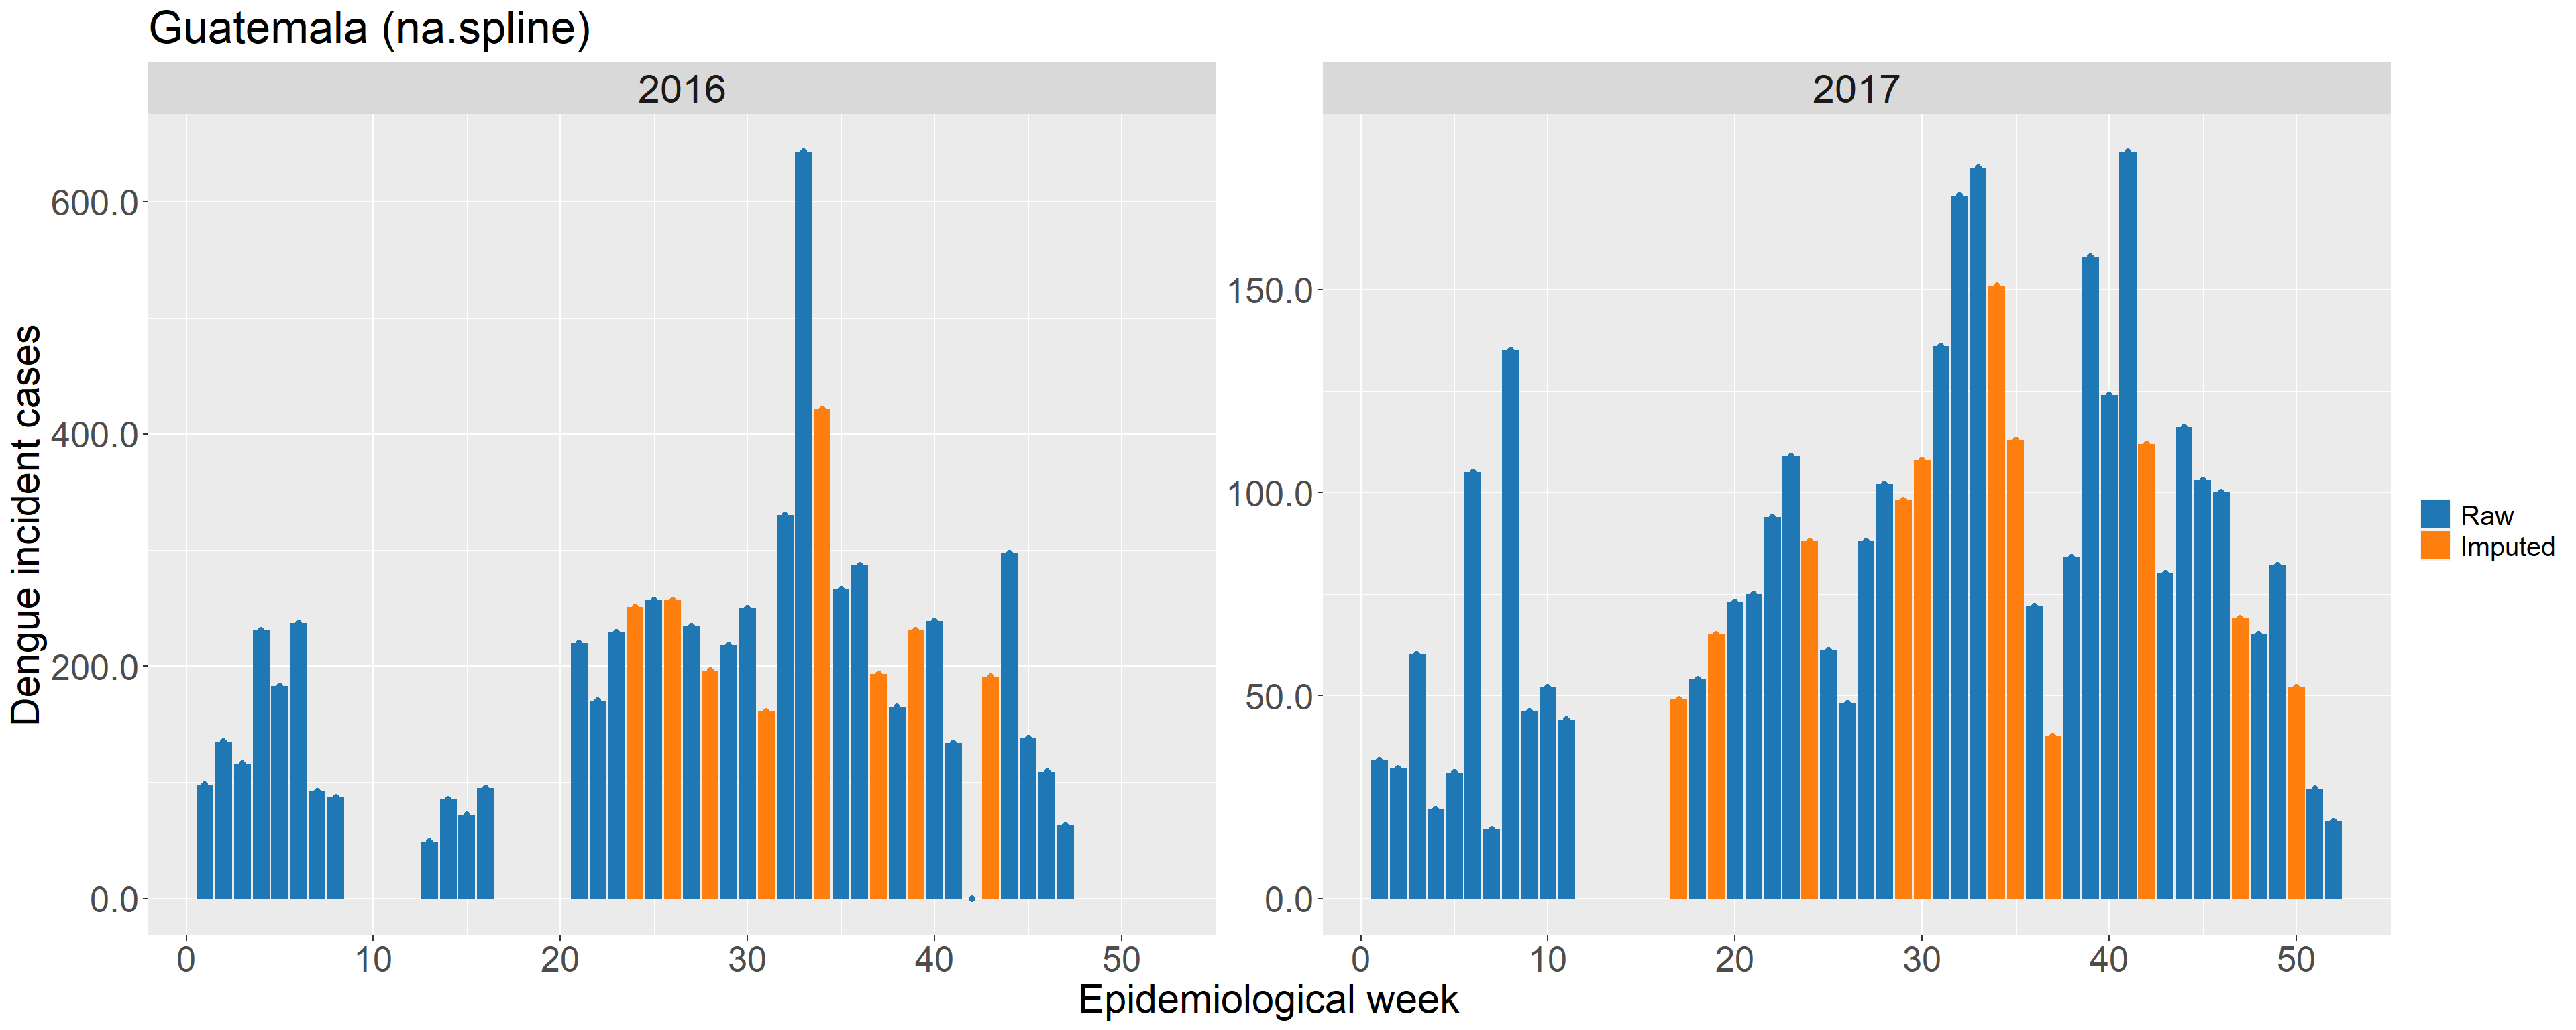 Guatemala (na.spline)
2016
2017
Dengue incident cases
600.0
400.0
200.0
0.0
150.0
100.0
50.0
0.0
0 10 20 30 40 50
0 10 20 30 40 50
Epidemiological week
Raw
Imputed